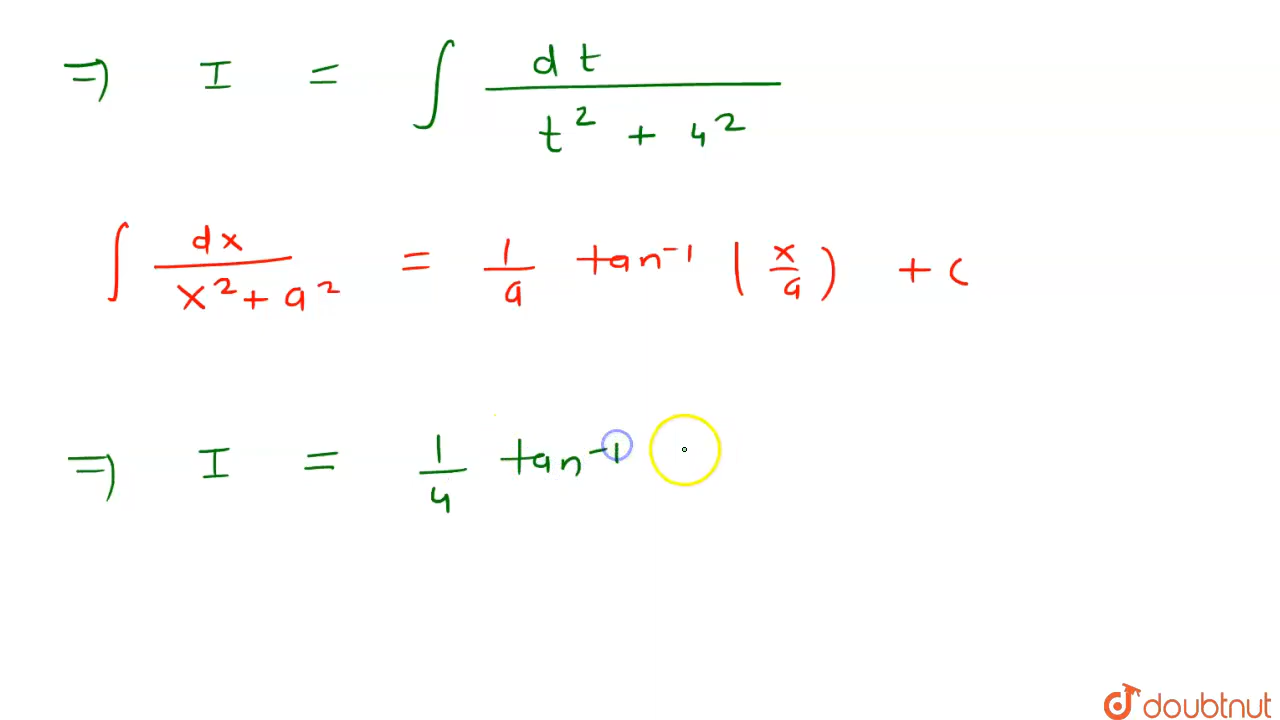 ⇒ I = ∫ dt / (t² + 4²)
∫ dx / (x² + a²) = 1/a tan⁻¹ (x/a) + c
⇒ I = 1/4 tan⁻¹
doubtnut